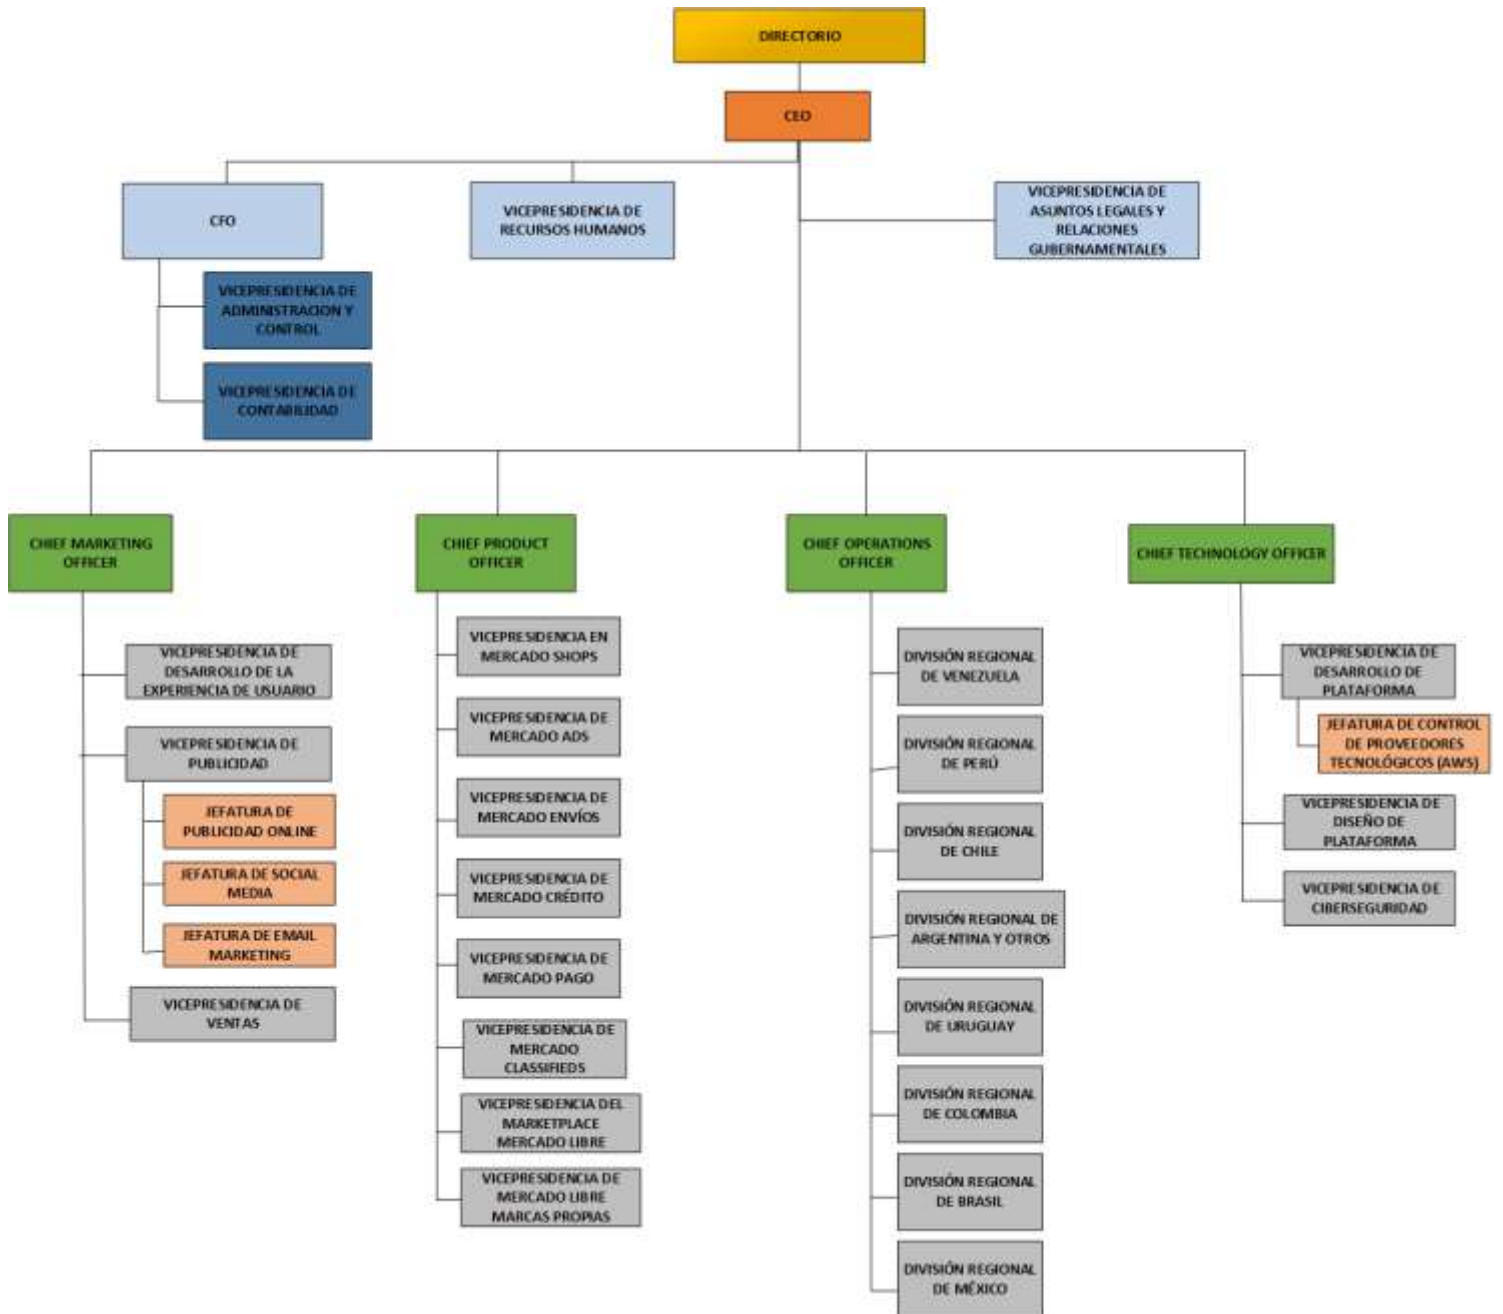 DIRECTORIO
CEO
CFO
VICEPRESIDENCIA DE
RECURSOS HUMANOS
VICEPRESIDENCIA DE
ASUNTOS LEGALES Y
RELACIONES
GUBERNAMENTALES
VICEPRESIDENCIA DE
ADMINISTRACION Y
CONTROL
VICEPRESIDENCIA DE
CONTABILIDAD
CHIEF MARKETING
OFFICER
VICEPRESIDENCIA DE
DESARROLLO DE LA
EXPERIENCIA DE USUARIO
VICEPRESIDENCIA DE
PUBLICIDAD
JEFATURA DE
PUBLICIDAD ONLINE
JEFATURA DE SOCIAL
MEDIA
JEFATURA DE EMAIL
MARKETING
VICEPRESIDENCIA DE
VENTAS
CHIEF PRODUCT
OFFICER
VICEPRESIDENCIA EN
MERCADO SHOPS
VICEPRESIDENCIA DE
MERCADO ADS
VICEPRESIDENCIA DE
MERCADO ENVÍOS
VICEPRESIDENCIA DE
MERCADO CRÉDITO
VICEPRESIDENCIA DE
MERCADO PAGO
VICEPRESIDENCIA DE
MERCADO
CLASSIFIEDS
VICEPRESIDENCIA DEL
MARKETPLACE
MERCADO LIBRE
VICEPRESIDENCIA DE
MERCADO LIBRE
MARCAS PROPIAS
CHIEF OPERATIONS
OFFICER
DIVISIÓN REGIONAL
DE VENEZUELA
DIVISIÓN REGIONAL
DE PERÚ
DIVISIÓN REGIONAL
DE CHILE
DIVISIÓN REGIONAL DE
ARGENTINA Y OTROS
DIVISIÓN REGIONAL
DE URUGUAY
DIVISIÓN REGIONAL
DE COLOMBIA
DIVISIÓN REGIONAL
DE BRASIL
DIVISIÓN REGIONAL
DE MÉXICO
CHIEF TECHNOLOGY OFFICER
VICEPRESIDENCIA DE
DESARROLLO DE
PLATAFORMA
JEFATURA DE CONTROL
DE PROVEEDORES
TECNOLÓGICOS (AWS)
VICEPRESIDENCIA DE
DISEÑO DE
PLATAFORMA
VICEPRESIDENCIA DE
CIBERSEGURIDAD